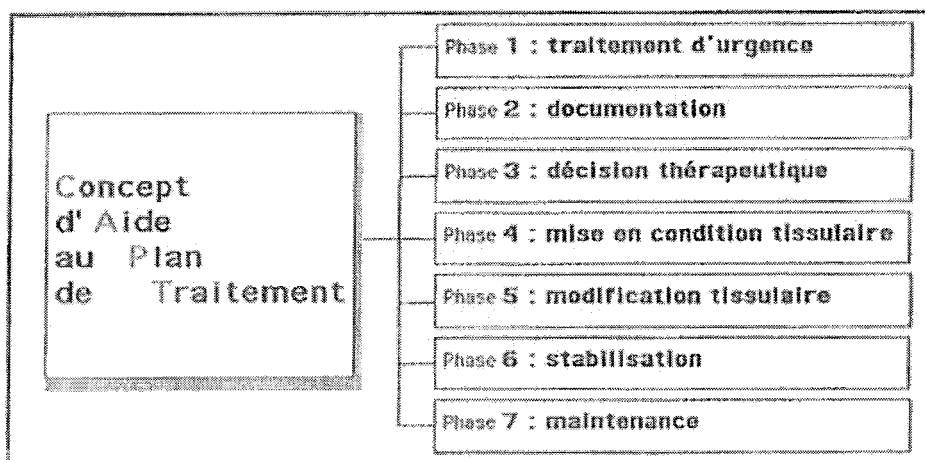 Concept
d' Aide
au Plan
de Traitement
Phase 1 : traitement d'urgence
Phase 2 : documentation
Phase 3 : décision thérapeutique
Phase 4 : mise en condition tissulaire
Phase 5 : modification tissulaire
Phase 6 : stabilisation
Phase 7 : maintenance